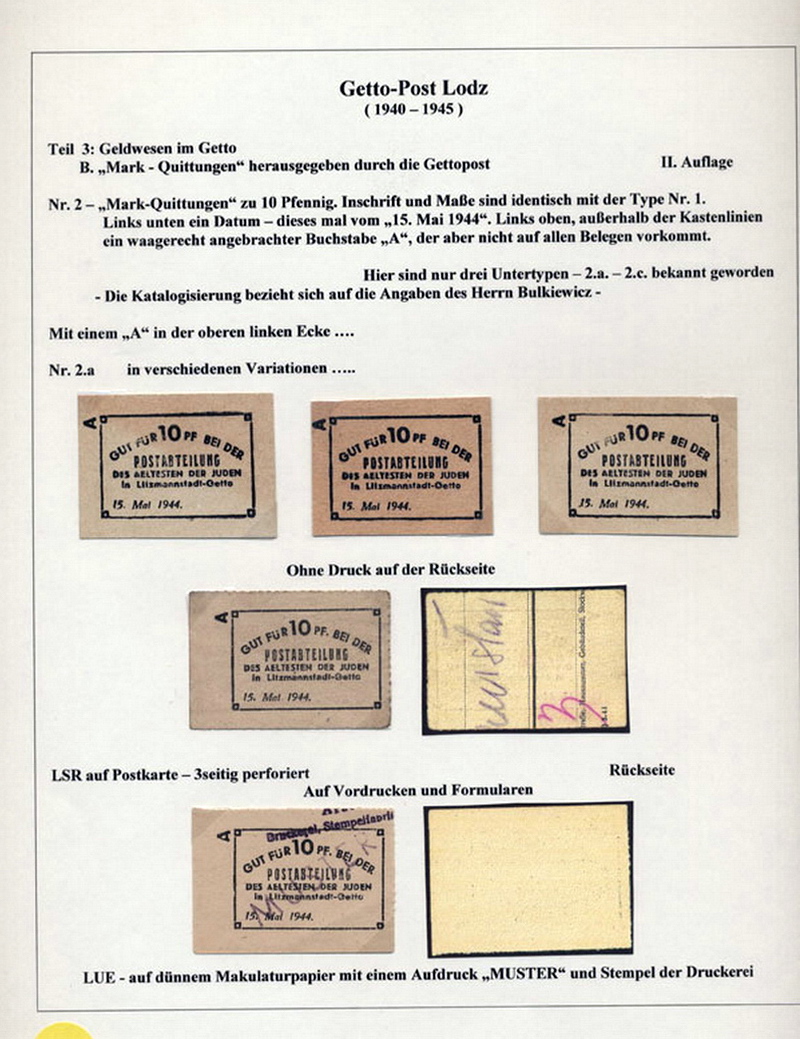 Getto-Post Lodz
( 1940 – 1945 )
Teil 3: Geldwesen im Getto
B. „Mark - Quittungen“ herausgegeben durch die Gettopost II. Auflage
Nr. 2 – „Mark-Quittungen“ zu 10 Pfennig. Inschrift und Maße sind identisch mit der Type Nr. 1.
Links unten ein Datum – dieses mal vom „15. Mai 1944“. Links oben, außerhalb der Kastenlinien
ein waagerecht angebrachter Buchstabe „A“, der aber nicht auf allen Belegen vorkommt.
Hier sind nur drei Untertypen – 2.a. – 2.c. bekannt geworden
- Die Katalogisierung bezieht sich auf die Angaben des Herrn Bulkiewicz -
Mit einem „A“ in der oberen linken Ecke ....
Nr. 2.a in verschiedenen Variationen .....
A
GUT FÜR 10 PF BEI DER
POSTABTEILUNG
DES AELTESTEN DER JUDEN
in Litzmannstadt-Getto
15. Mai 1944.
A
GUT FÜR 10 PF BEI DER
POSTABTEILUNG
DES AELTESTEN DER JUDEN
in Litzmannstadt-Getto
15. Mai 1944.
A
GUT FÜR 10 PF BEI DER
POSTABTEILUNG
DES AELTESTEN DER JUDEN
in Litzmannstadt-Getto
15. Mai 1944.
Ohne Druck auf der Rückseite
A
GUT FÜR 10 PF. BEI DER
POSTABTEILUNG
DES AELTESTEN DER JUDEN
in Litzmannstadt-Getto
15. Mai 1944.
Gebäudeteil, Stockw
LSR auf Postkarte – 3seitig perforiert Rückseite
Auf Vordrucken und Formularen
A
Druckerei, Stempelfabrik
GUT FÜR 10 PF. BEI DER
POSTABTEILUNG
DES AELTESTEN DER JUDEN
in Litzmannstadt-Getto
15. Mai 1944.
MUSTER
LUE - auf dünnem Makulaturpapier mit einem Aufdruck „MUSTER“ und Stempel der Druckerei